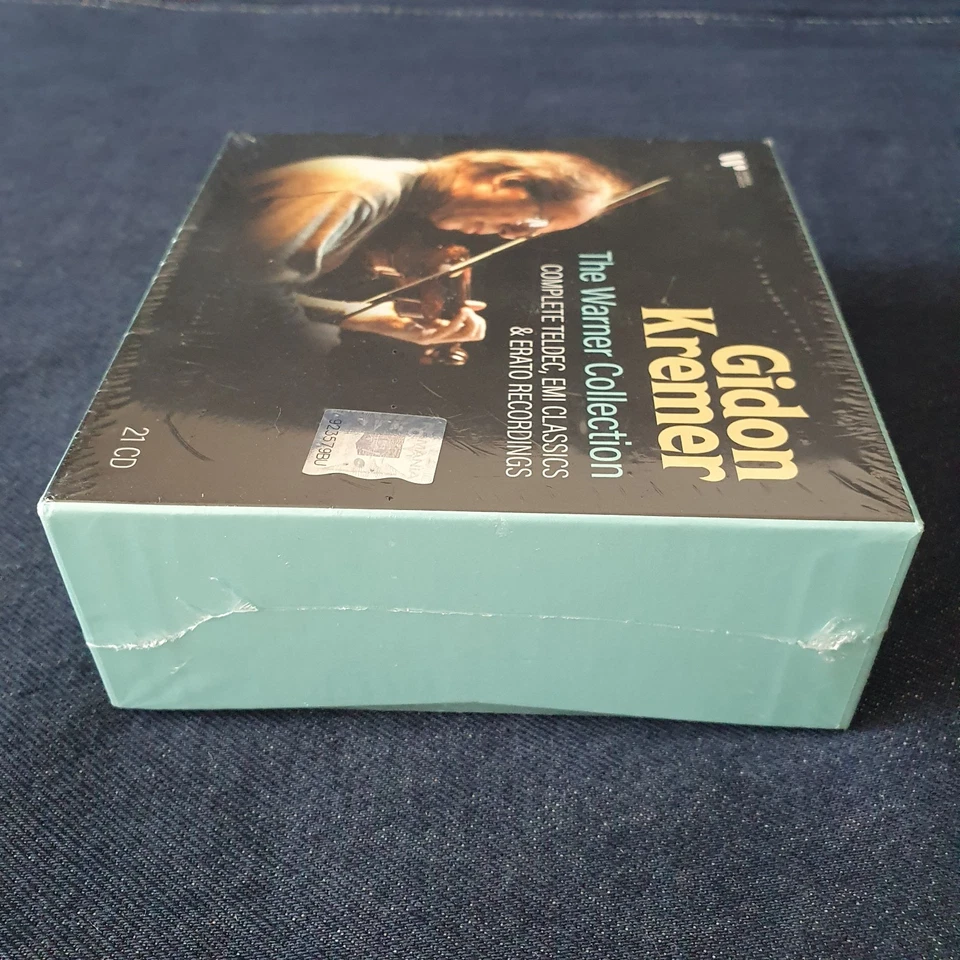 Gidon
Kremer
The Warner Collection
COMPLETE TELDEC, EMI CLASSICS
& ERATO RECORDINGS
21 CD